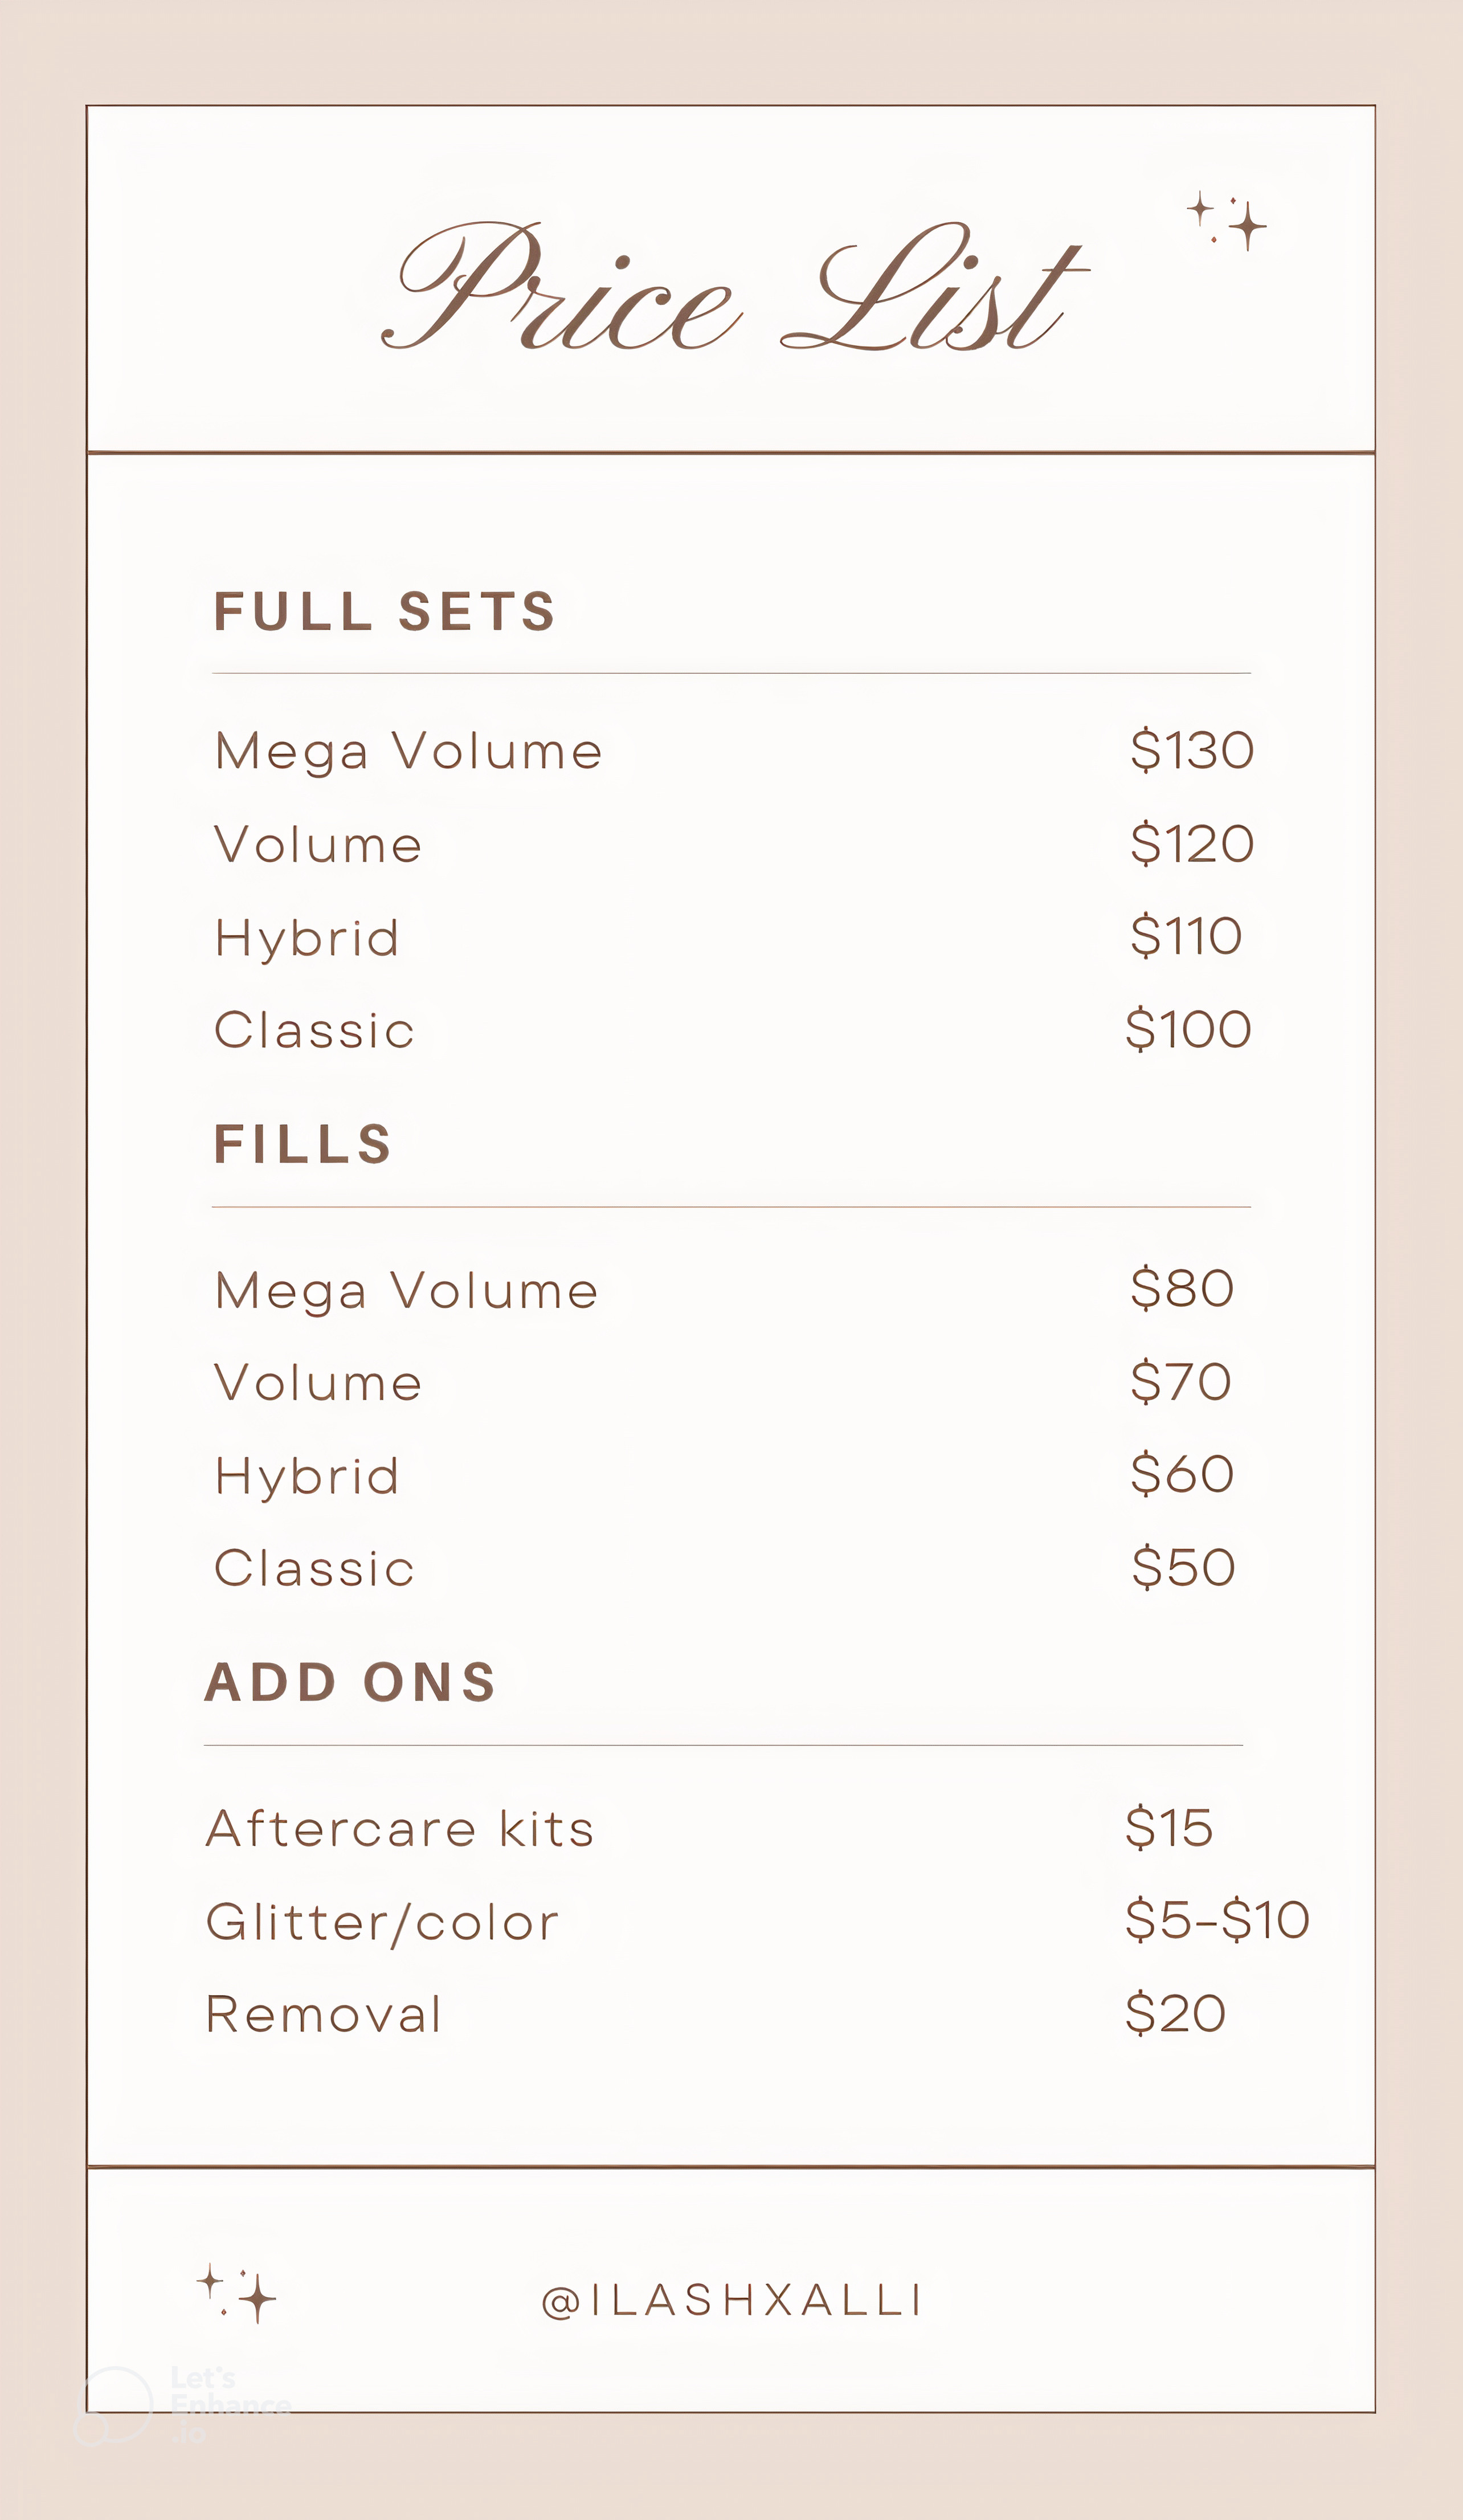 Price List
FULL SETS
Mega Volume $130
Volume $120
Hybrid $110
Classic $100
FILLS
Mega Volume $80
Volume $70
Hybrid $60
Classic $50
ADD ONS
Aftercare kits $15
Glitter/color $5-$10
Removal $20
@ILASHXALLI
Let's
Enhance
.io